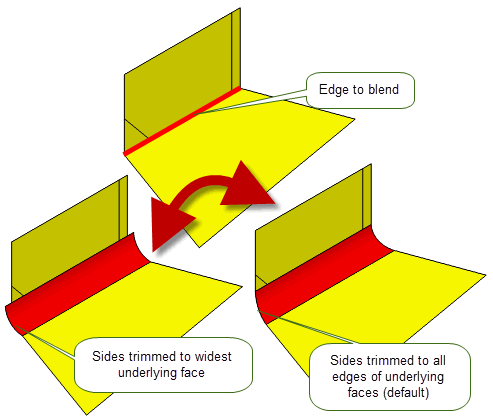 Edge to blend
Sides trimmed to widest
underlying face
Sides trimmed to all
edges of underlying
faces (default)